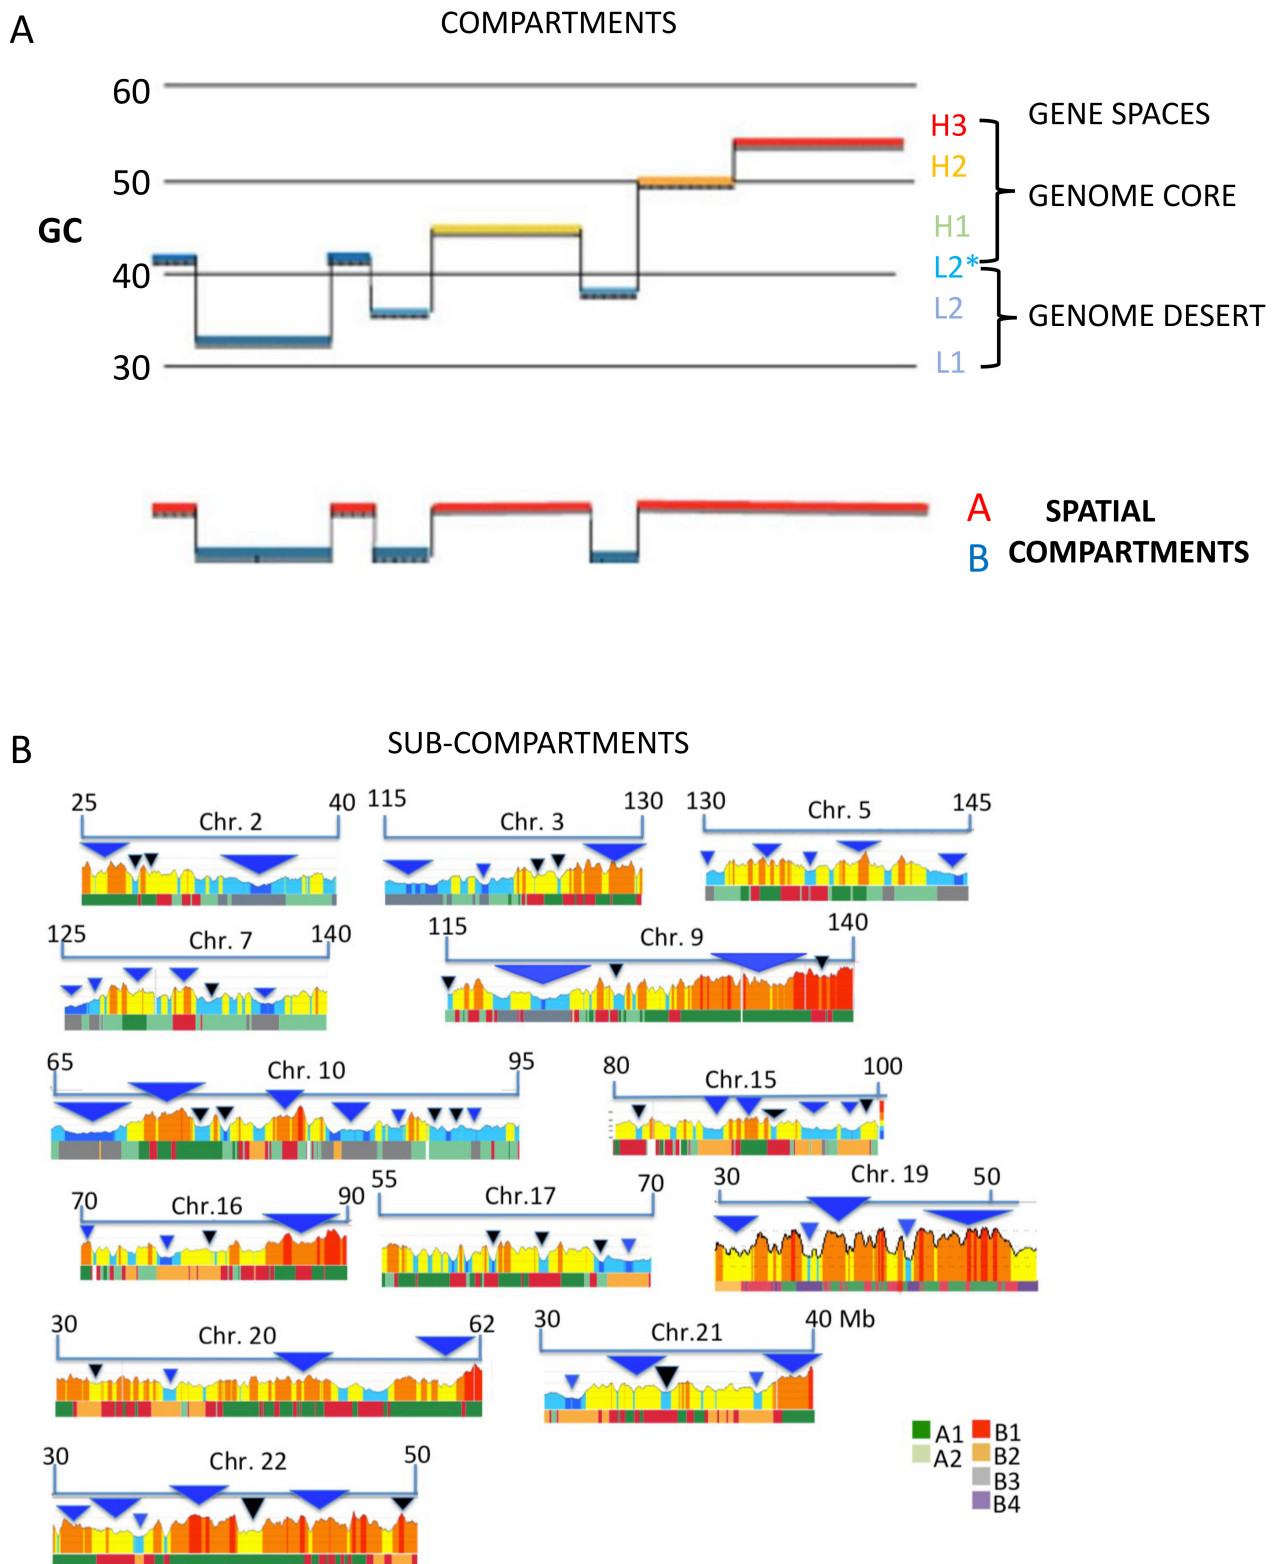 A
COMPARTMENTS
60
50
GC
40
30
H3
H2
H1
L2*
L2
L1
GENE SPACES
GENOME CORE
GENOME DESERT
A
B
SPATIAL
COMPARTMENTS
B
SUB-COMPARTMENTS
25 Chr. 2 40
115 Chr. 3 130
130 Chr. 5 145
125 Chr. 7 140
115 Chr. 9 140
65 Chr. 10 95
80 Chr.15 100
70 Chr.16 90
55 Chr.17 70
30 Chr. 19 50
30 Chr. 20 62
30 Chr.21 40 Mb
30 Chr. 22 50
A1 B1
A2 B2
B3
B4